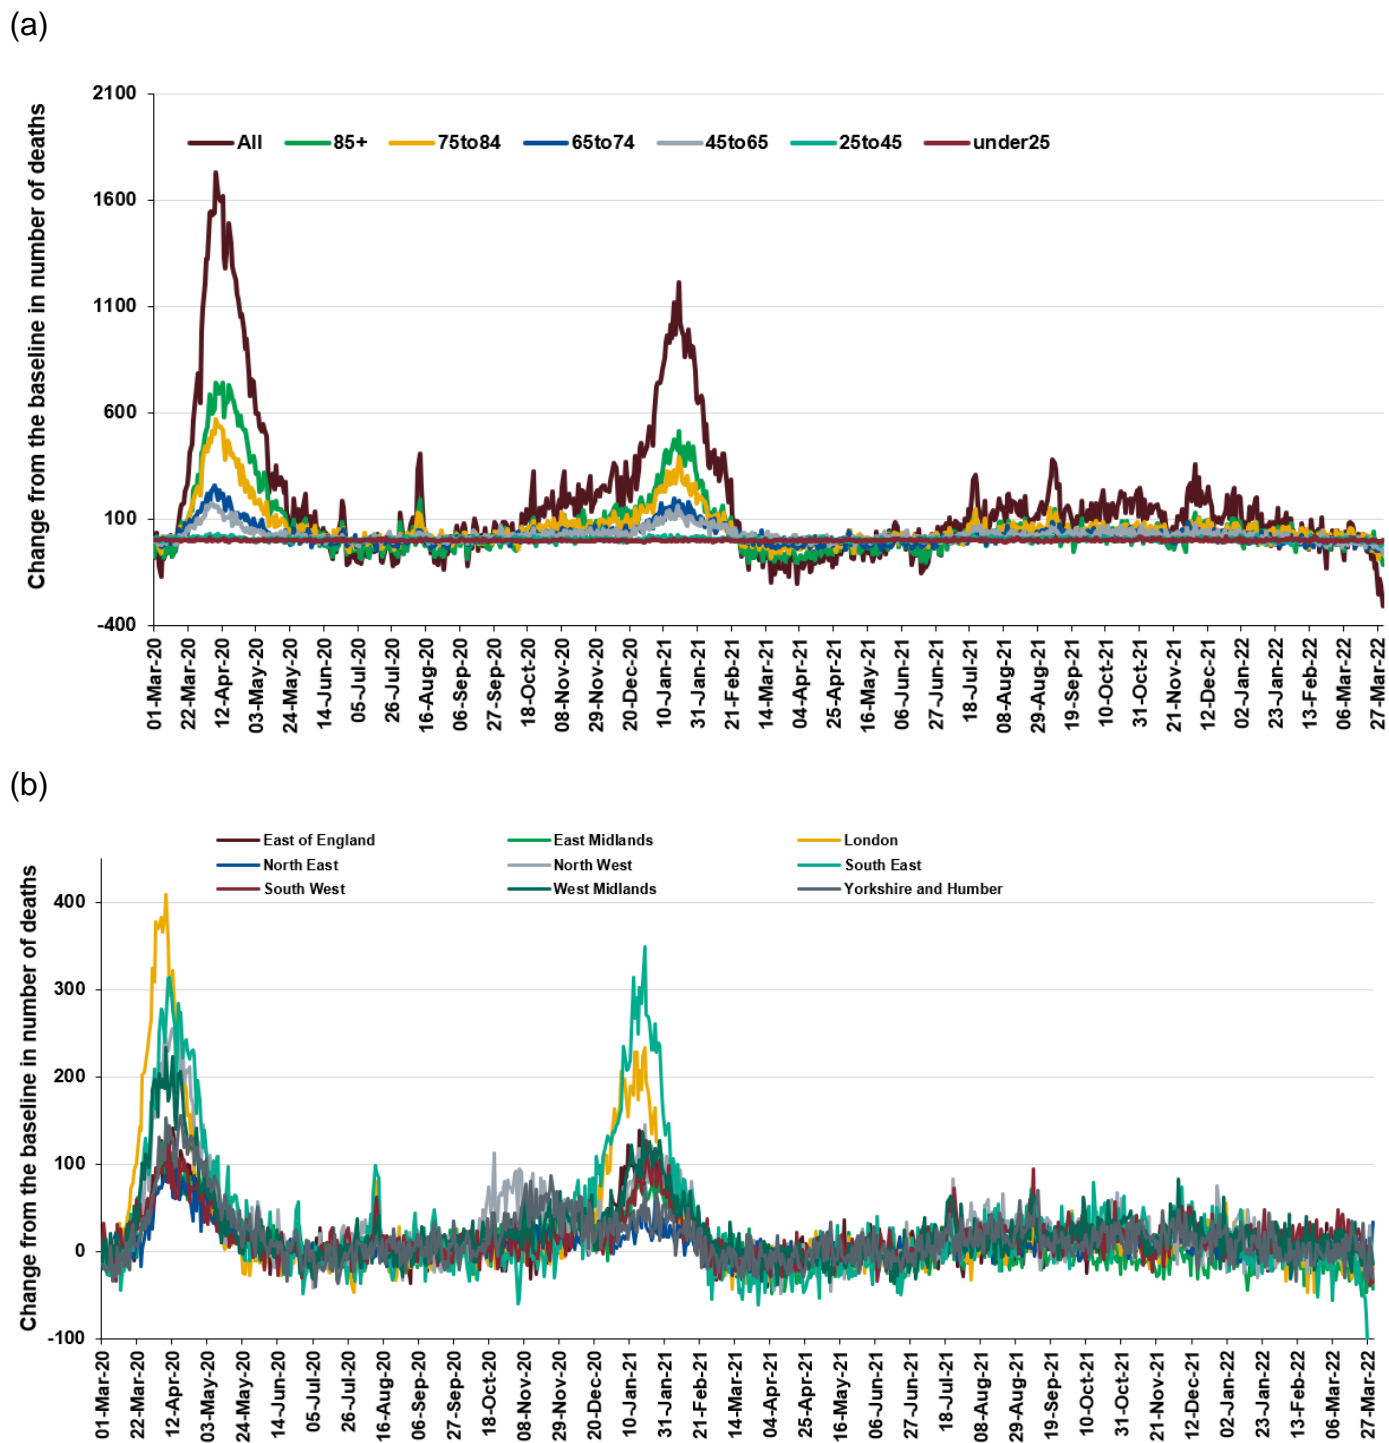 (a)
Change from the baseline in number of deaths
2100
1600
1100
600
100
-400
All 85+ 75to84 65to74 45to65 25to45 under25
01-Mar-20 22-Mar-20 12-Apr-20 03-May-20 24-May-20 14-Jun-20 05-Jul-20 26-Jul-20 16-Aug-20 06-Sep-20 27-Sep-20 18-Oct-20 08-Nov-20 29-Nov-20 20-Dec-20 10-Jan-21 31-Jan-21 21-Feb-21 14-Mar-21 04-Apr-21 25-Apr-21 16-May-21 06-Jun-21 27-Jun-21 18-Jul-21 08-Aug-21 29-Aug-21 19-Sep-21 10-Oct-21 31-Oct-21 21-Nov-21 12-Dec-21 02-Jan-22 23-Jan-22 13-Feb-22 06-Mar-22 27-Mar-22
(b)
East of England East Midlands London
North East North West South East
South West West Midlands Yorkshire and Humber
Change from the baseline in number of deaths
400
300
200
100
0
-100
01-Mar-20 22-Mar-20 12-Apr-20 03-May-20 24-May-20 14-Jun-20 05-Jul-20 26-Jul-20 16-Aug-20 06-Sep-20 27-Sep-20 18-Oct-20 08-Nov-20 29-Nov-20 20-Dec-20 10-Jan-21 31-Jan-21 21-Feb-21 14-Mar-21 04-Apr-21 25-Apr-21 16-May-21 06-Jun-21 27-Jun-21 18-Jul-21 08-Aug-21 29-Aug-21 19-Sep-21 10-Oct-21 31-Oct-21 21-Nov-21 12-Dec-21 02-Jan-22 23-Jan-22 13-Feb-22 06-Mar-22 27-Mar-22